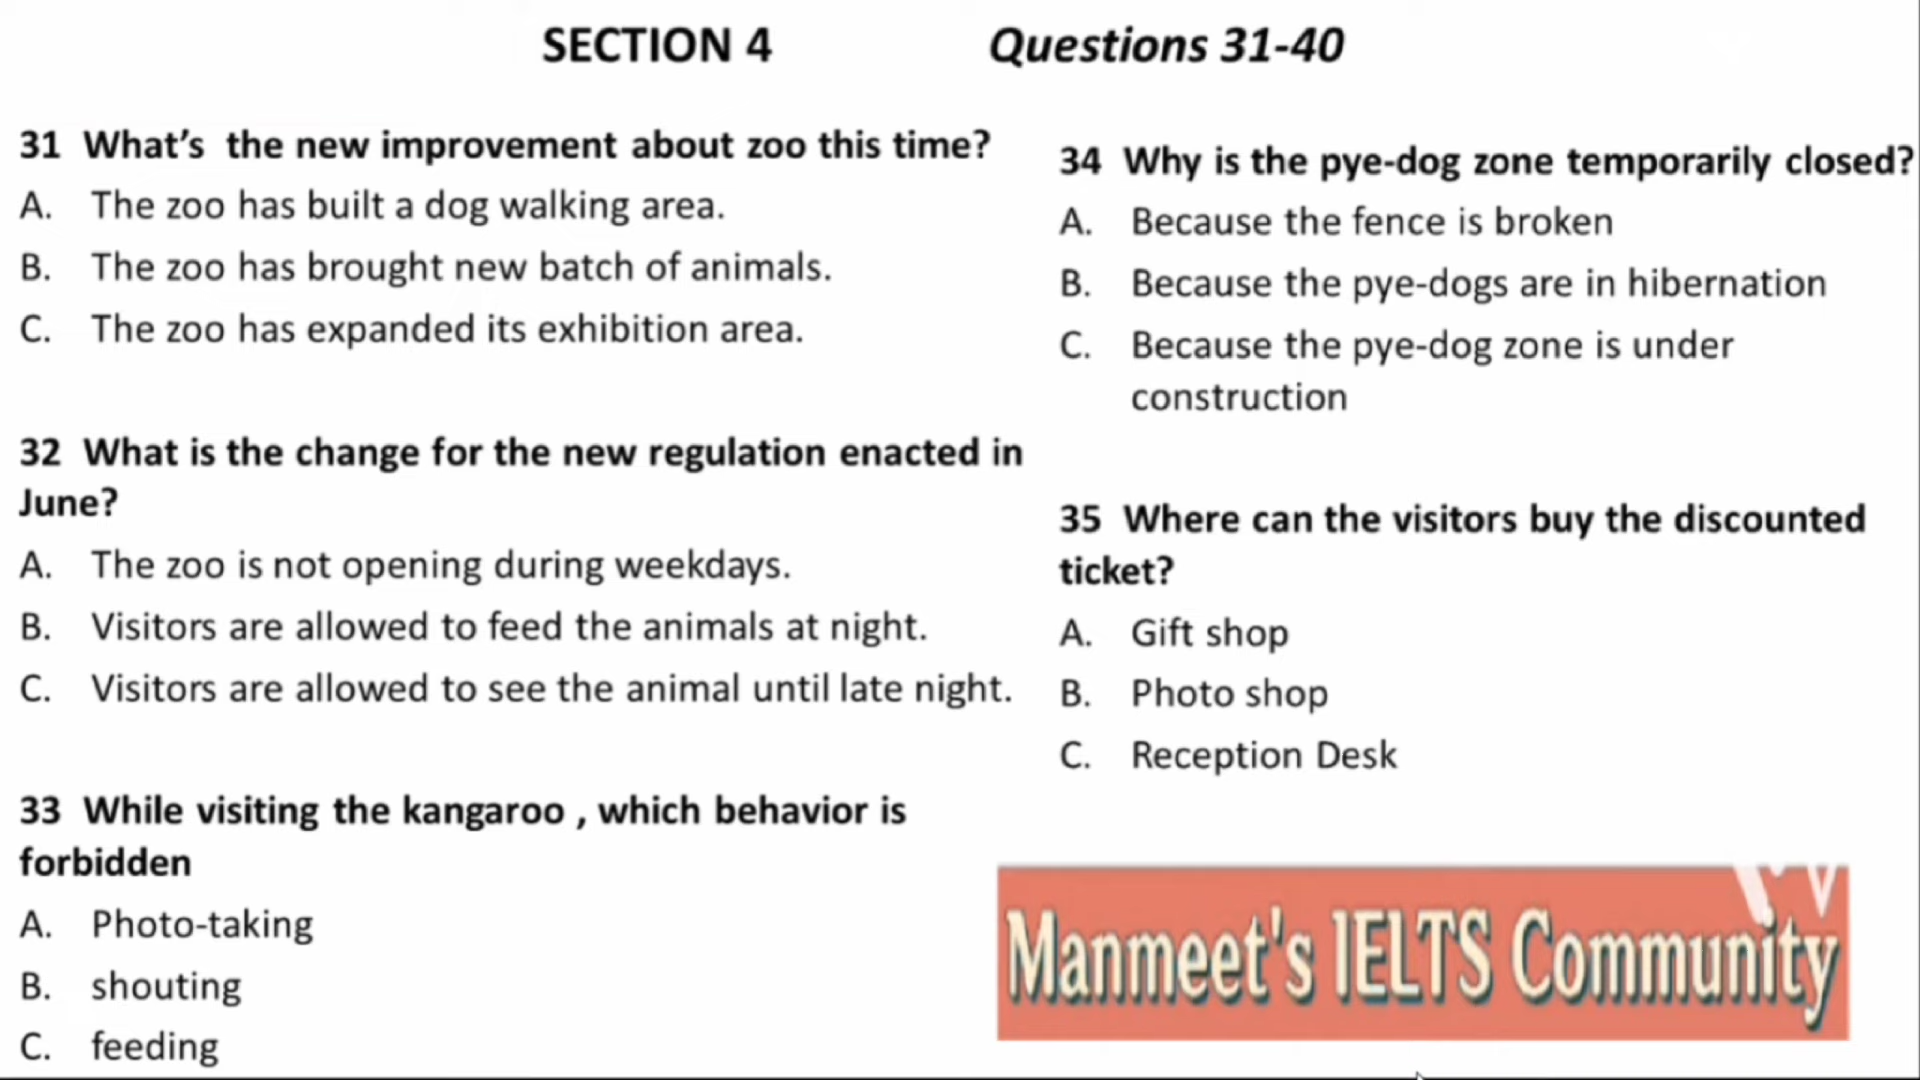 SECTION 4 Questions 31-40
31 What's the new improvement about zoo this time?
A. The zoo has built a dog walking area.
B. The zoo has brought new batch of animals.
C. The zoo has expanded its exhibition area.
32 What is the change for the new regulation enacted in
June?
A. The zoo is not opening during weekdays.
B. Visitors are allowed to feed the animals at night.
C. Visitors are allowed to see the animal until late night.
33 While visiting the kangaroo , which behavior is
forbidden
A. Photo-taking
B. shouting
C. feeding
34 Why is the pye-dog zone temporarily closed?
A. Because the fence is broken
B. Because the pye-dogs are in hibernation
C. Because the pye-dog zone is under
construction
35 Where can the visitors buy the discounted
ticket?
A. Gift shop
B. Photo shop
C. Reception Desk
Manmeet's IELTS Community